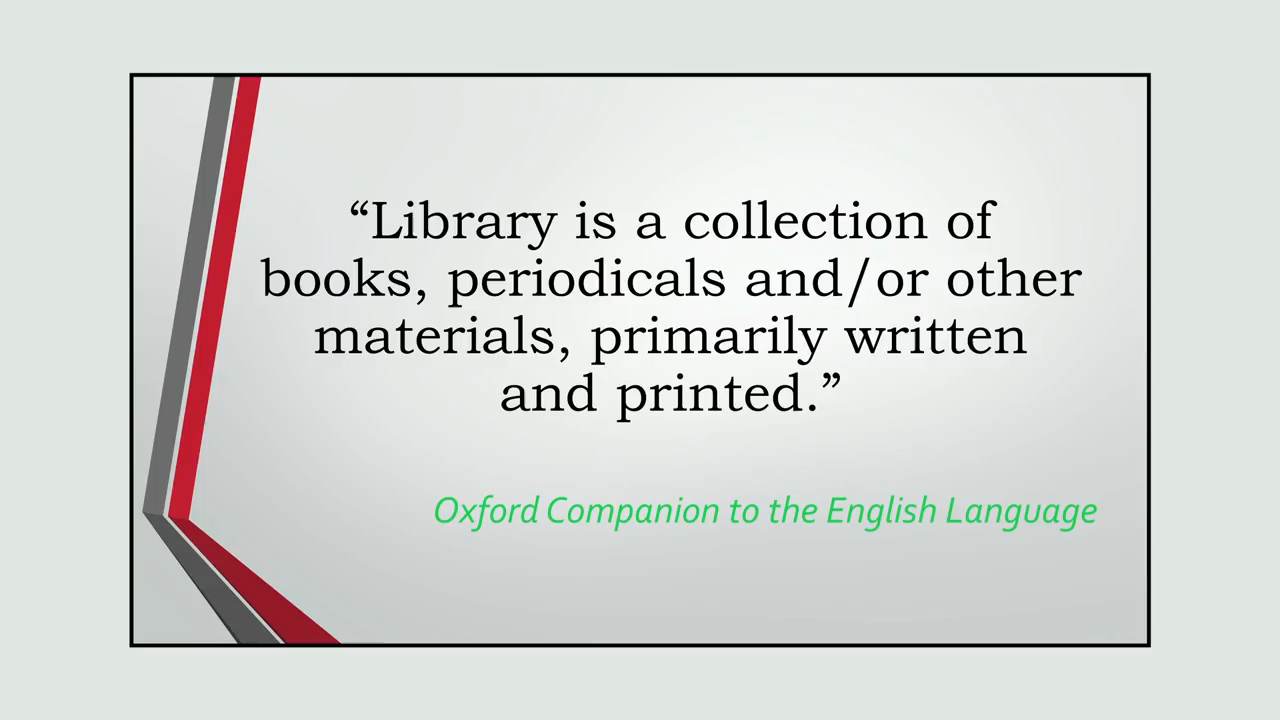 “Library is a collection of
books, periodicals and/or other
materials, primarily written
and printed.”
Oxford Companion to the English Language